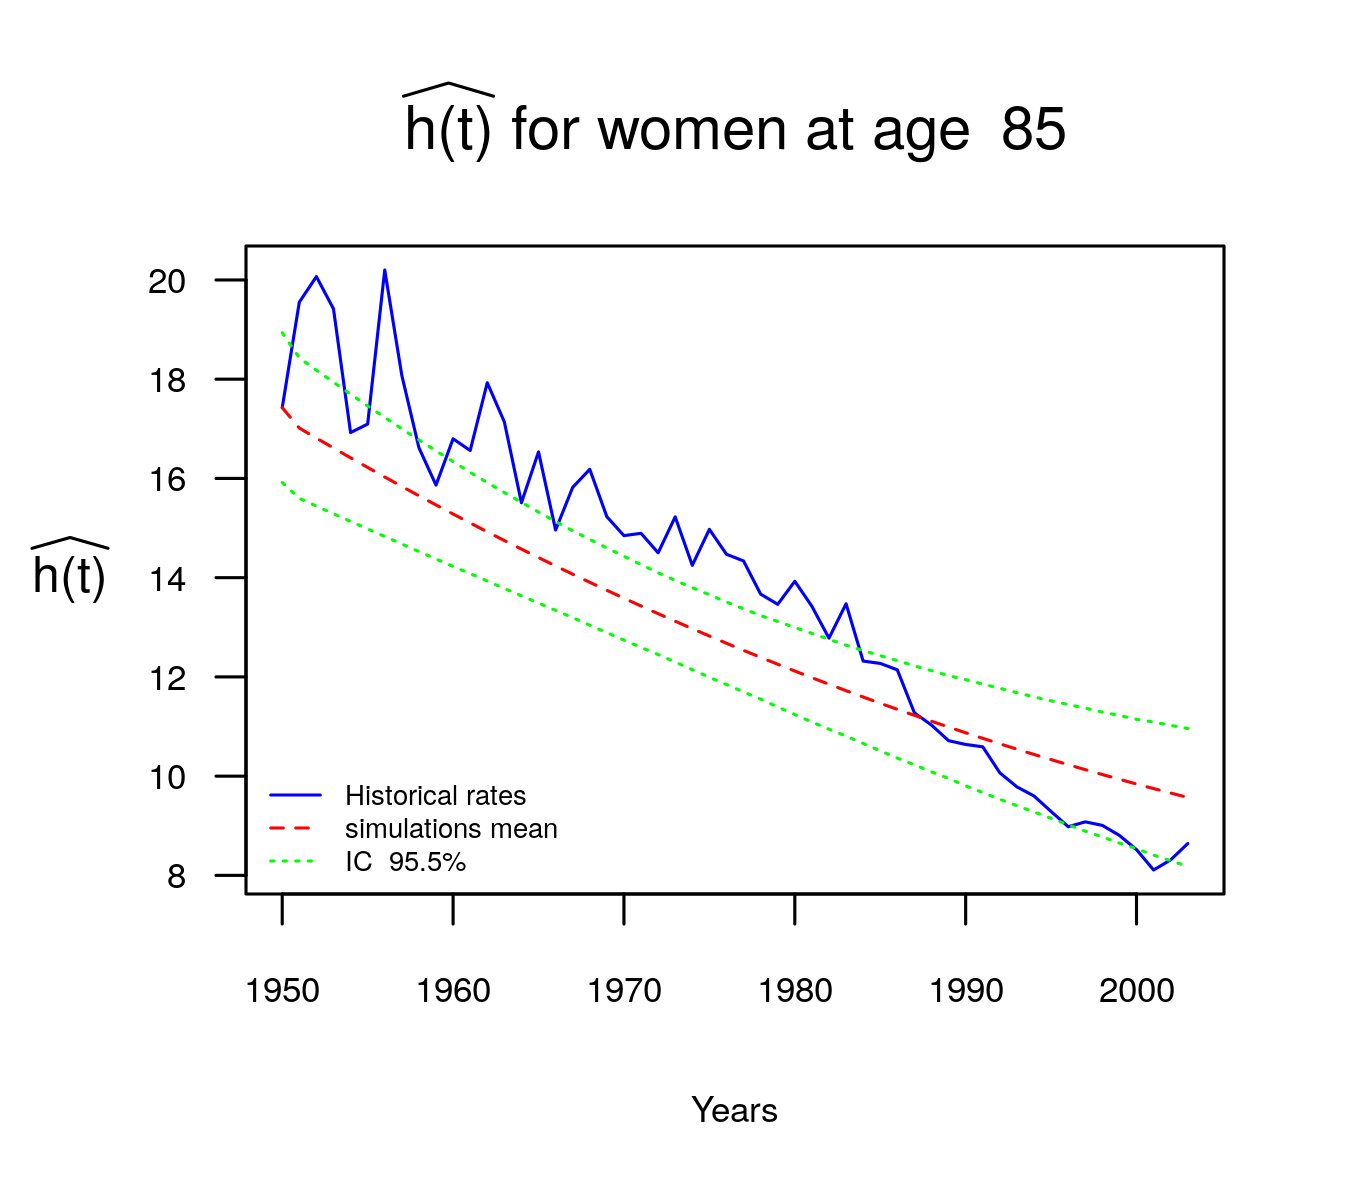 h(t) for women at age 85
h(t)
20
18
16
14
12
10
8
Historical rates
simulations mean
IC 95.5%
1950 1960 1970 1980 1990 2000
Years